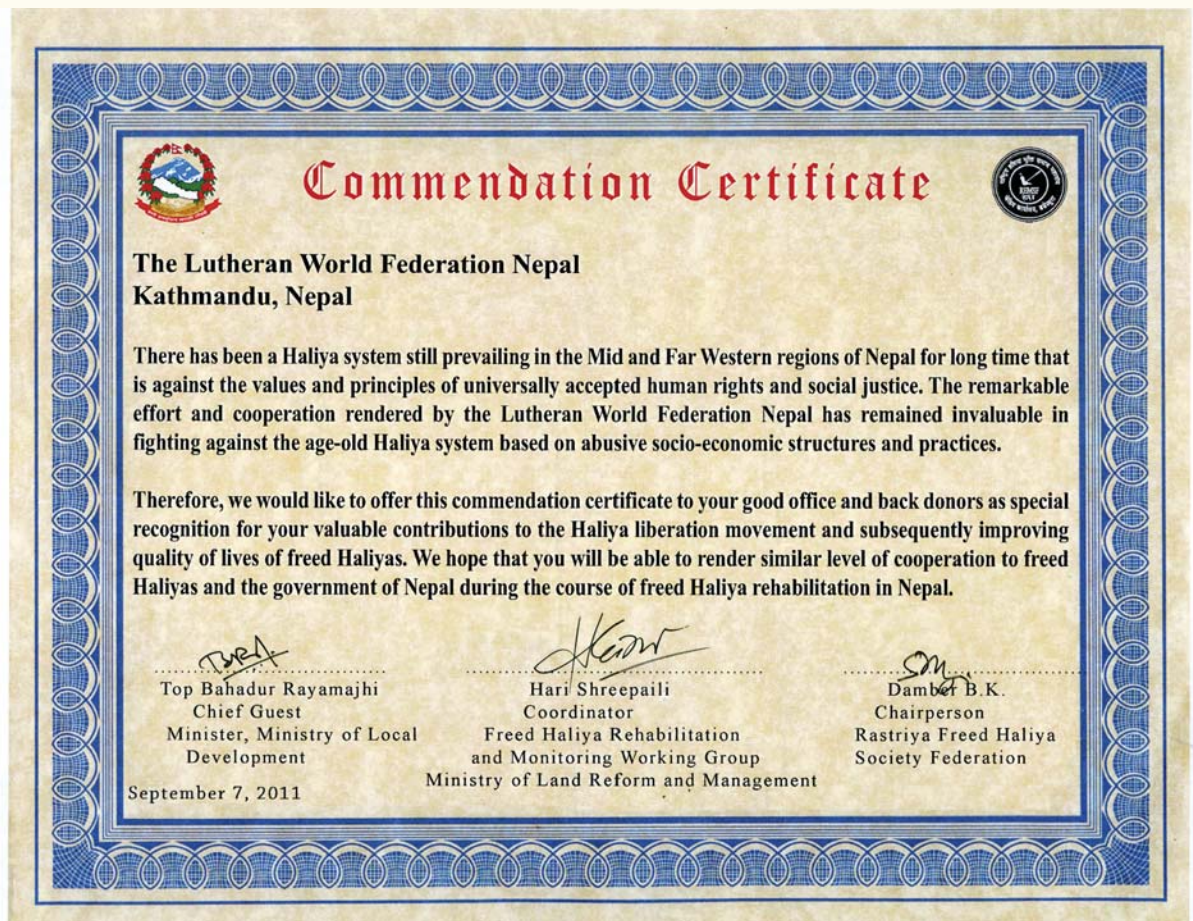 Commendation Certificate
The Lutheran World Federation Nepal
Kathmandu, Nepal
There has been a Haliya system still prevailing in the Mid and Far Western regions of Nepal for long time that
is against the values and principles of universally accepted human rights and social justice. The remarkable
effort and cooperation rendered by the Lutheran World Federation Nepal has remained invaluable in
fighting against the age-old Haliya system based on abusive socio-economic structures and practices.
Therefore, we would like to offer this commendation certificate to your good office and back donors as special
recognition for your valuable contributions to the Haliya liberation movement and subsequently improving
quality of lives of freed Haliyas. We hope that you will be able to render similar level of cooperation to freed
Haliyas and the government of Nepal during the course of freed Haliya rehabilitation in Nepal.
Top Bahadur Rayamajhi
Chief Guest
Minister, Ministry of Local
Development
Hari Shreepaili
Coordinator
Freed Haliya Rehabilitation
and Monitoring Working Group
Ministry of Land Reform and Management
Damber B.K.
Chairperson
Rastriya Freed Haliya
Society Federation
September 7, 2011